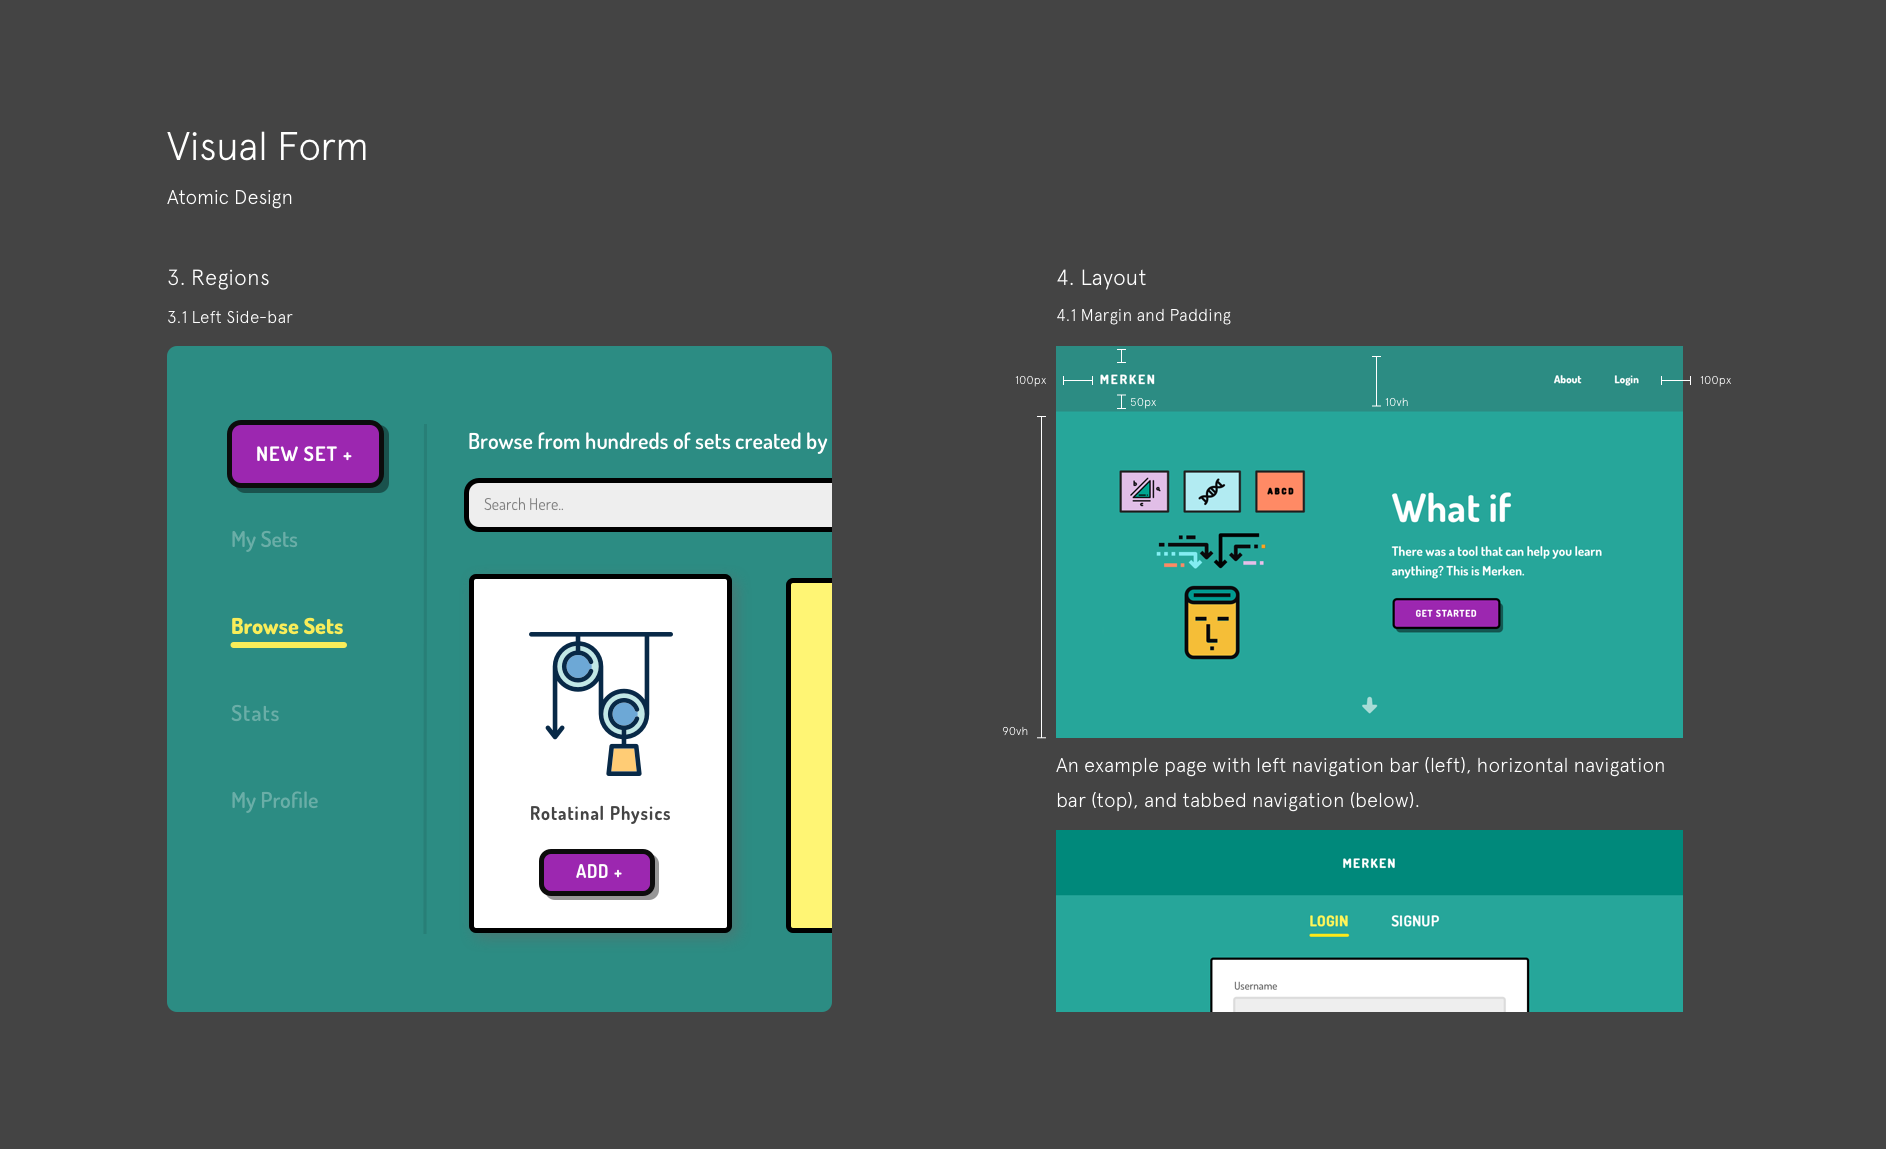 Visual Form
Atomic Design
3. Regions
3.1 Left Side-bar
NEW SET +
My Sets
Browse Sets
Stats
My Profile
Browse from hundreds of sets created by
Search Here..
Rotatinal Physics
ADD +
4. Layout
4.1 Margin and Padding
100px
MERKEN
50px
10vh
About
Login
100px
b
a
c
ABCD
What if
There was a tool that can help you learn
anything? This is Merken.
GET STARTED
90vh
An example page with left navigation bar (left), horizontal navigation
bar (top), and tabbed navigation (below).
MERKEN
LOGIN
SIGNUP
Username